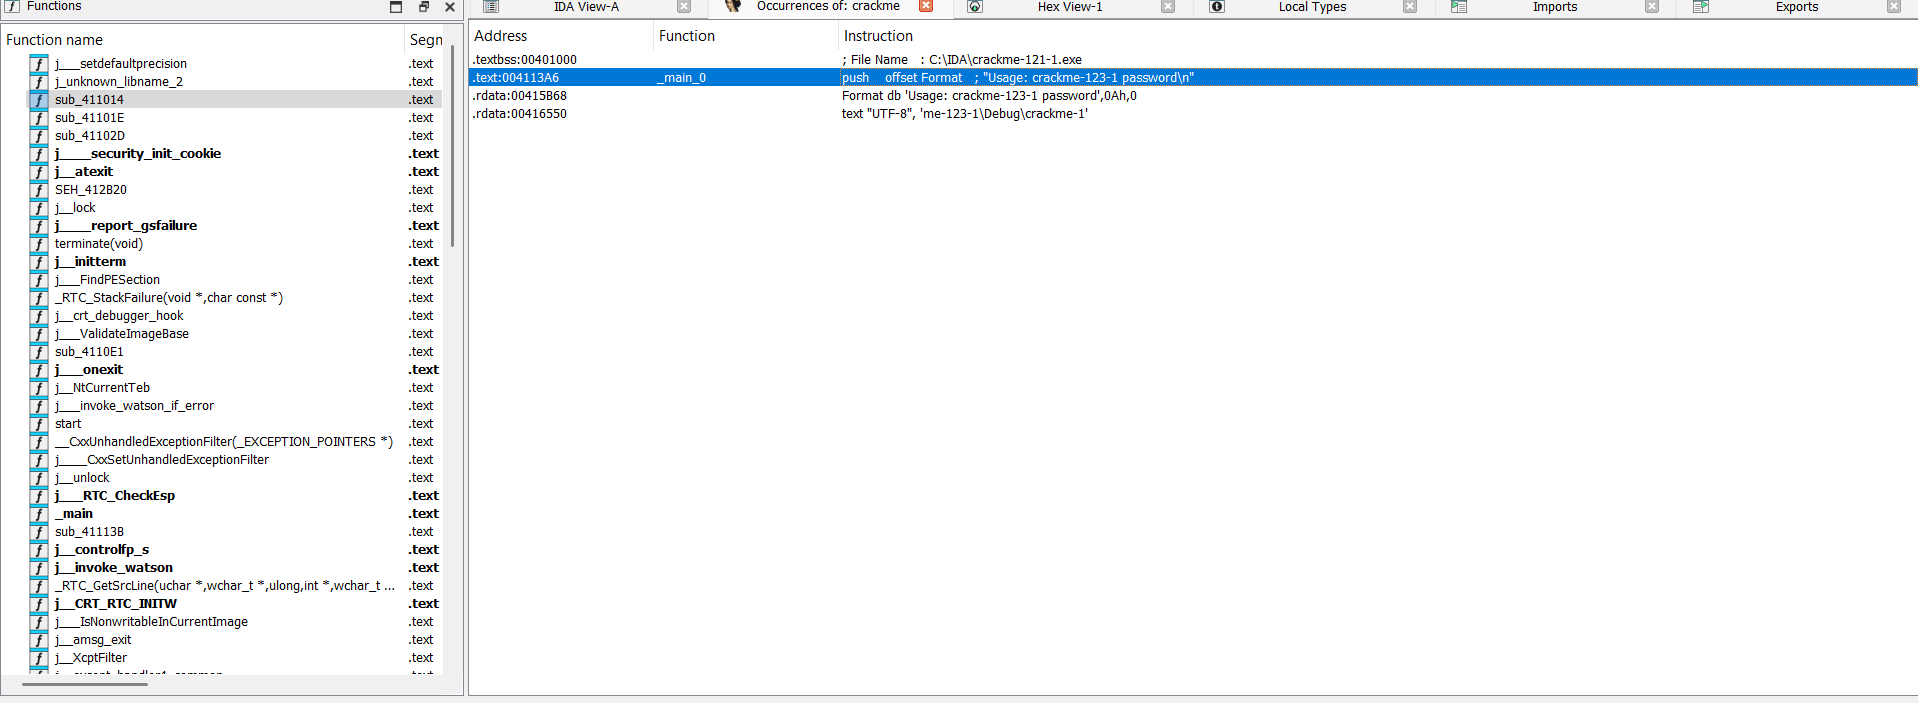 Functions
IDA View-A
Occurrences of: crackme
Hex View-1
Local Types
Imports
Exports
Function name Segn
j___setdefaultprecision .text
j_unknown_libname_2 .text
sub_411014 .text
sub_41101E .text
sub_41102D .text
j____security_init_cookie .text
j__atexit .text
SEH_412B20 .text
j__lock .text
j____report_gsfailure .text
terminate(void) .text
j__initterm .text
j___FindPESection .text
_RTC_StackFailure(void *,char const *) .text
j__crt_debugger_hook .text
j___ValidateImageBase .text
sub_4110E1 .text
j___onexit .text
j__NtCurrentTeb .text
j___invoke_watson_if_error .text
start .text
__CxxUnhandledExceptionFilter(_EXCEPTION_POINTERS *) .text
j____CxxSetUnhandledExceptionFilter .text
j__unlock .text
j___RTC_CheckEsp .text
_main .text
sub_41113B .text
j__controlfp_s .text
j__invoke_watson .text
_RTC_GetSrcLine(uchar *,wchar_t *,ulong,int *,wchar_t ... .text
j__CRT_RTC_INITW .text
j___IsNonwritableInCurrentImage .text
j__amsg_exit .text
j__XcptFilter .text
Address Function Instruction
.textbss:00401000 ; File Name : C:\IDA\crackme-121-1.exe
.text:004113A6 _main_0 push offset Format ; "Usage: crackme-123-1 password\n"
.rdata:00415B68 Format db 'Usage: crackme-123-1 password',0Ah,0
.rdata:00416550 text "UTF-8", 'me-123-1\Debug\crackme-1'